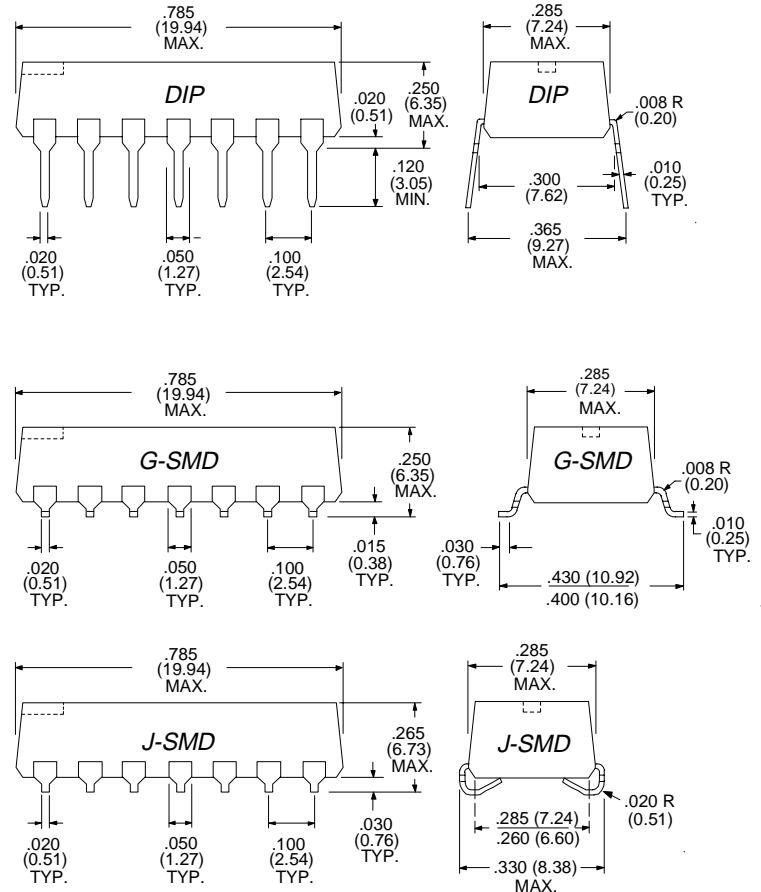 .785
(19.94)
MAX.
DIP
.020
(0.51)
.250
(6.35)
MAX.
.120
(3.05)
MIN.
.020
(0.51)
TYP.
.050
(1.27)
TYP.
.100
(2.54)
TYP.
.285
(7.24)
MAX.
DIP
.008 R
(0.20)
.010
(0.25)
TYP.
.300
(7.62)
.365
(9.27)
MAX.
.785
(19.94)
MAX.
G-SMD
.250
(6.35)
MAX.
.020
(0.51)
TYP.
.050
(1.27)
TYP.
.100
(2.54)
TYP.
.015
(0.38)
TYP.
.285
(7.24)
MAX.
G-SMD
.008 R
(0.20)
.010
(0.25)
TYP.
.030
(0.76)
TYP.
.430 (10.92)
.400 (10.16)
.785
(19.94)
MAX.
J-SMD
.265
(6.73)
MAX.
.020
(0.51)
TYP.
.050
(1.27)
TYP.
.100
(2.54)
TYP.
.030
(0.76)
TYP.
.285
(7.24)
MAX.
J-SMD
.020 R
(0.51)
.285 (7.24)
.260 (6.60)
.330 (8.38)
MAX.